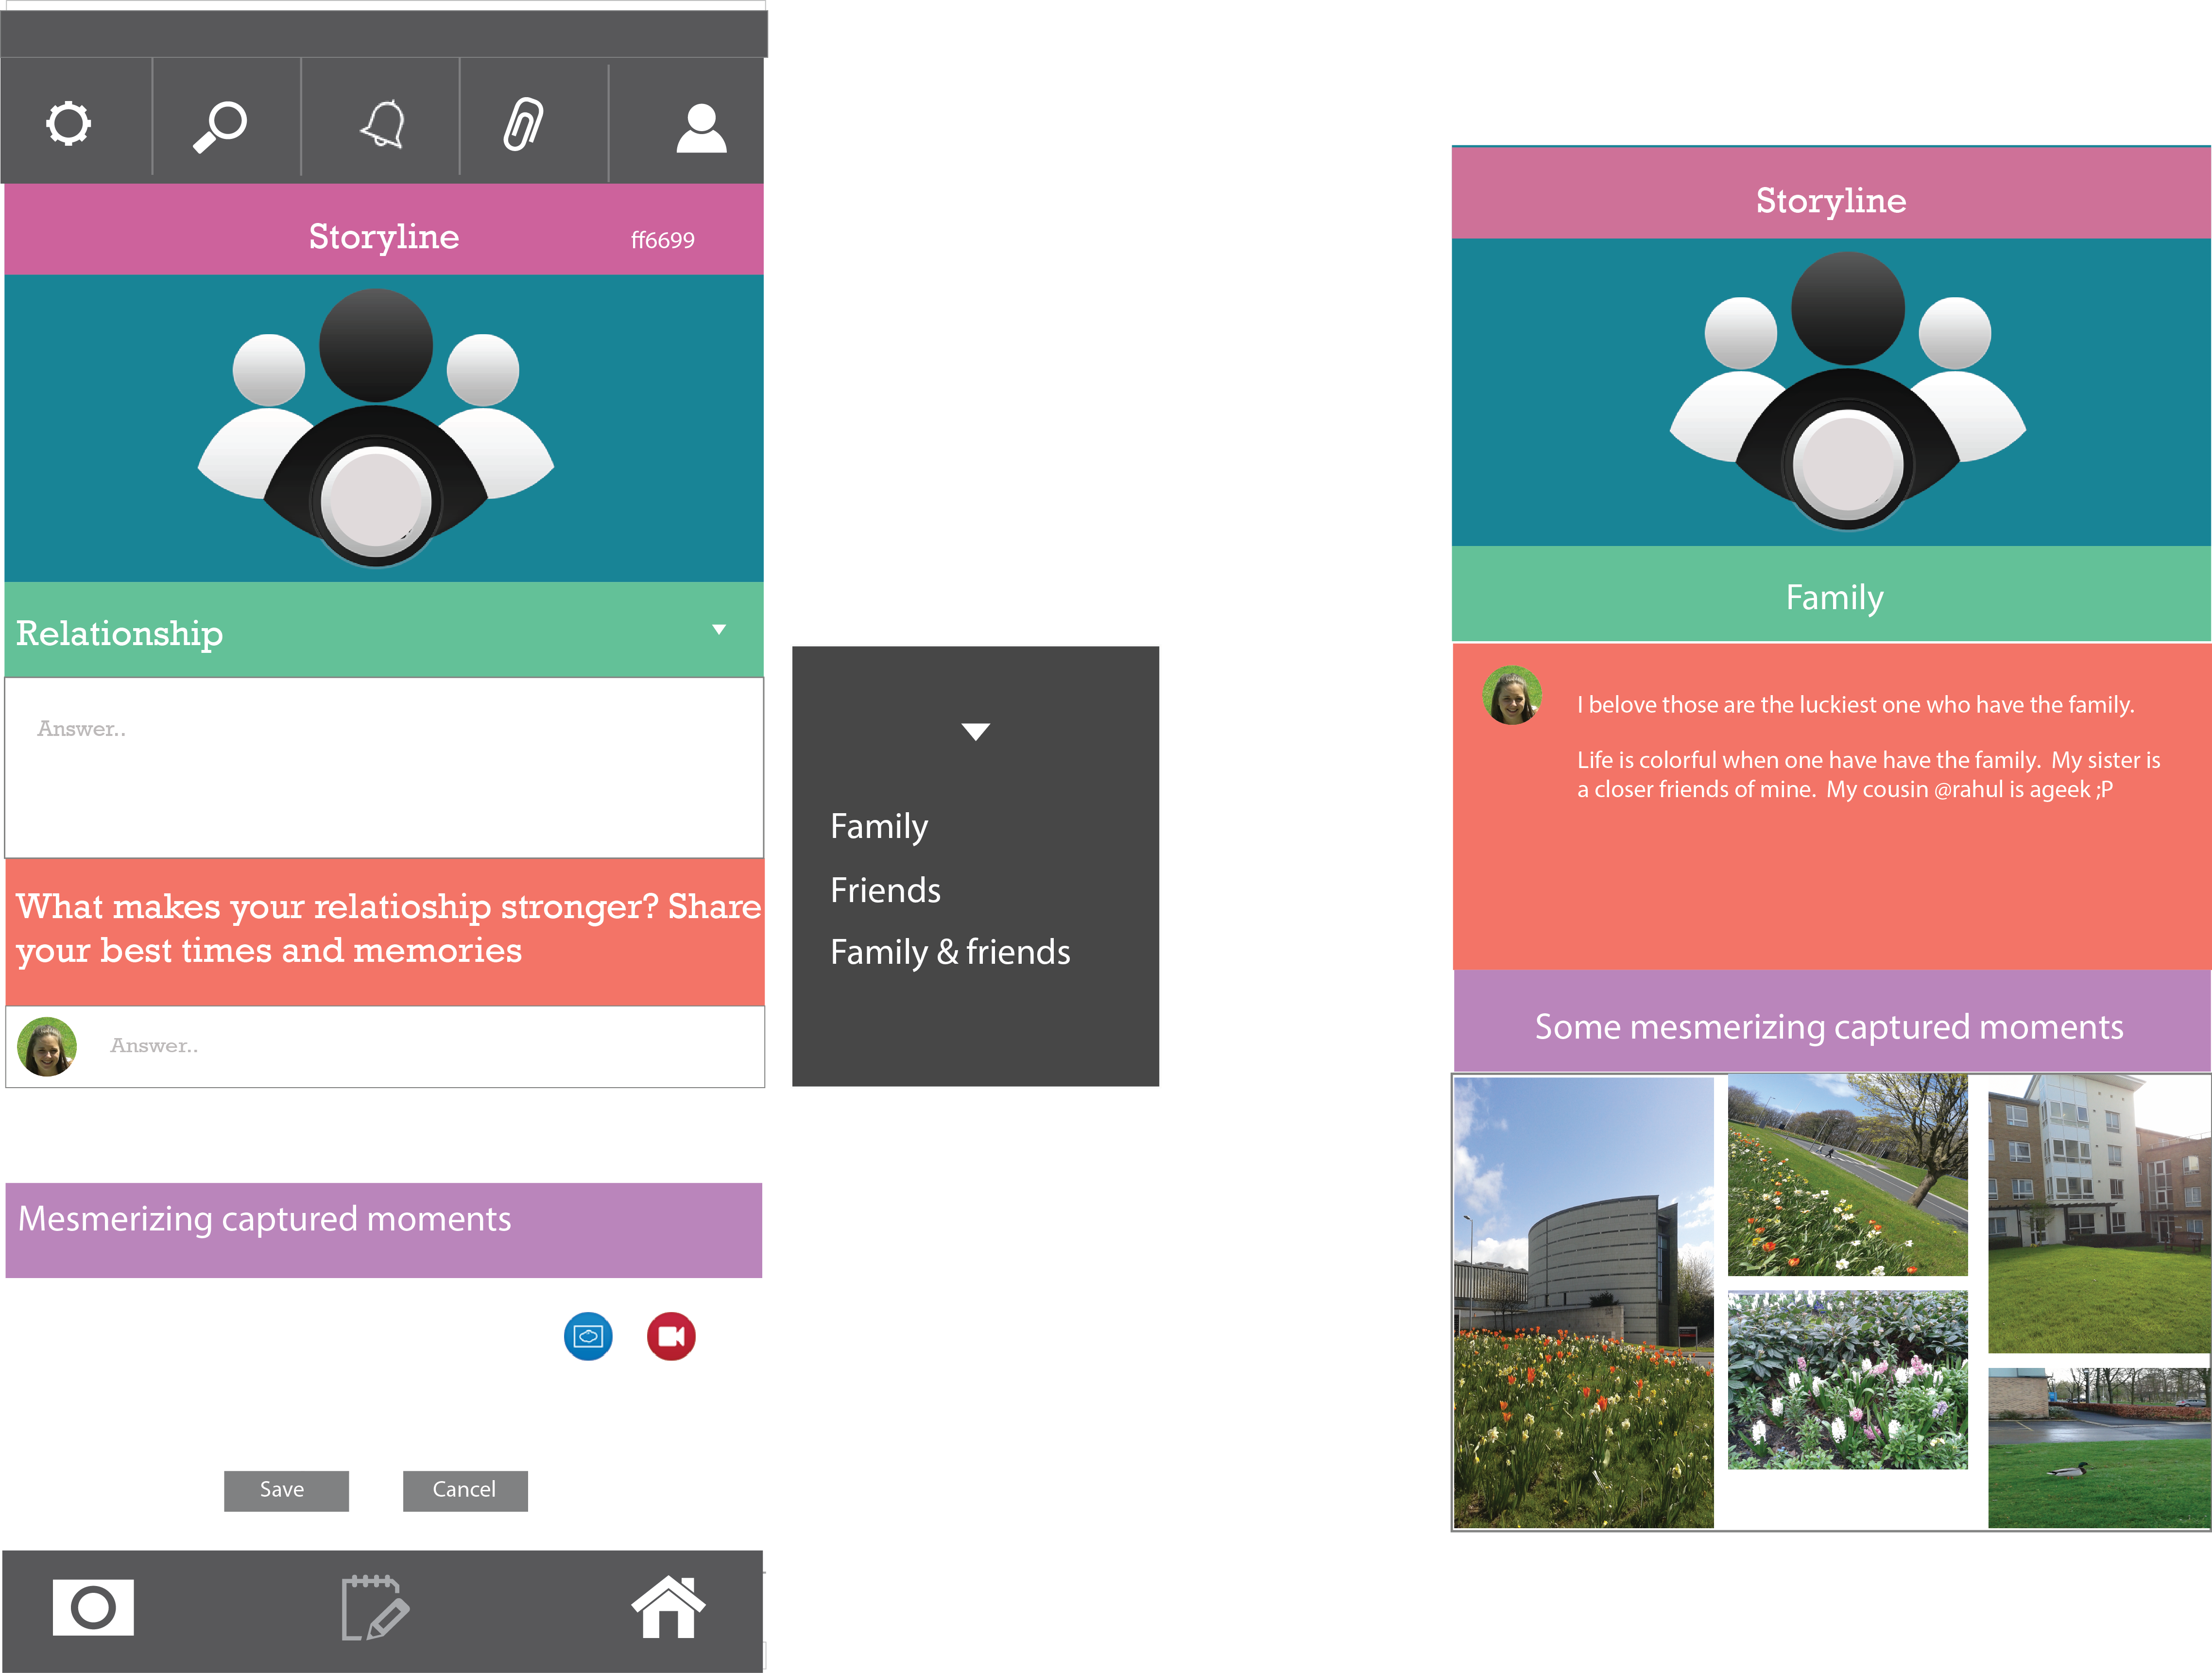 Storyline
ff6699
Relationship
Answer..
What makes your relatioship stronger? Share
your best times and memories
Answer..
Mesmerizing captured moments
Save
Cancel
Family
Friends
Family & friends
Storyline
Family
I belove those are the luckiest one who have the family.
Life is colorful when one have have the family.  My sister is
a closer friends of mine.  My cousin @rahul is ageek ;P
Some mesmerizing captured moments